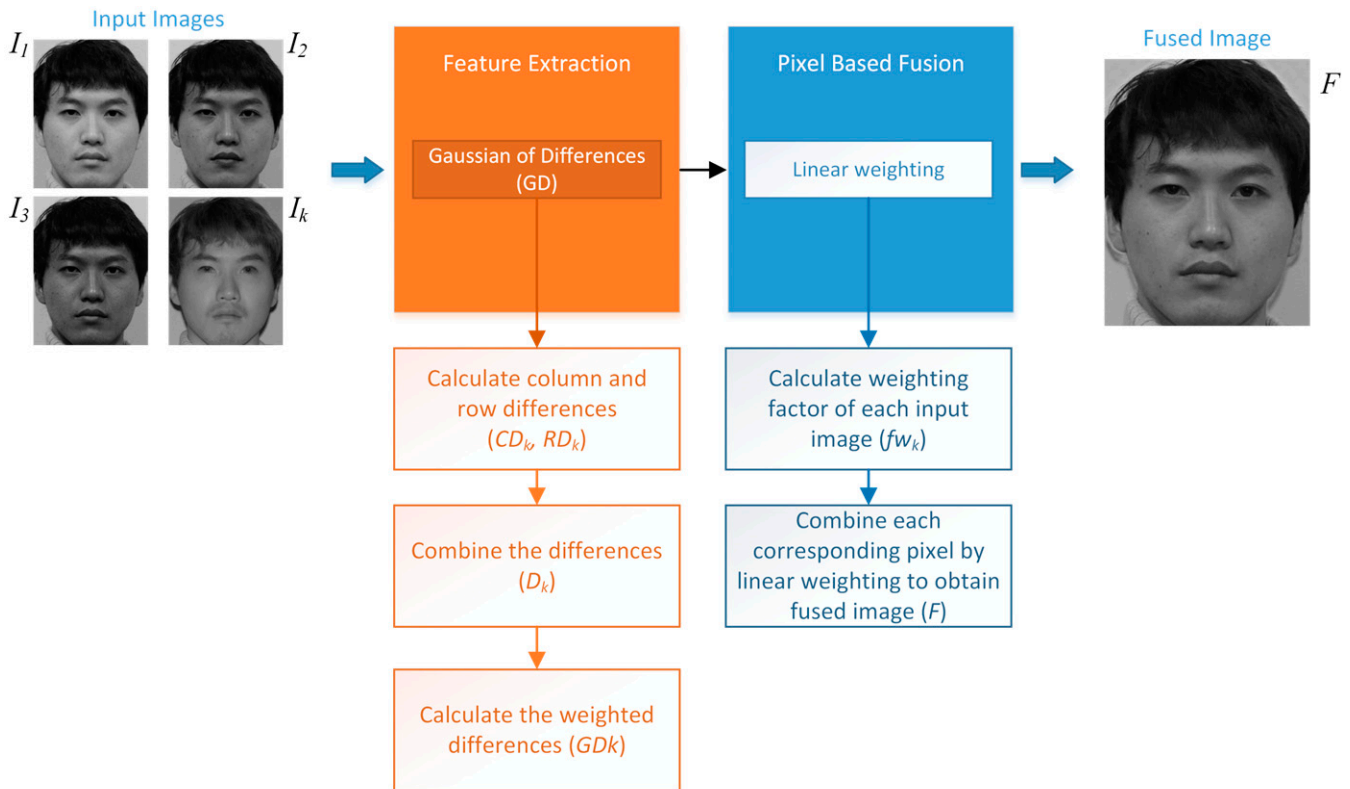 Input Images
I1
I2
I3
Ik
Feature Extraction
Gaussian of Differences
(GD)
Calculate column and
row differences
(CDk, RDk)
Combine the differences
(Dk)
Calculate the weighted
differences (GDk)
Pixel Based Fusion
Linear weighting
Calculate weighting
factor of each input
image (fwk)
Combine each
corresponding pixel by
linear weighting to obtain
fused image (F)
Fused Image
F